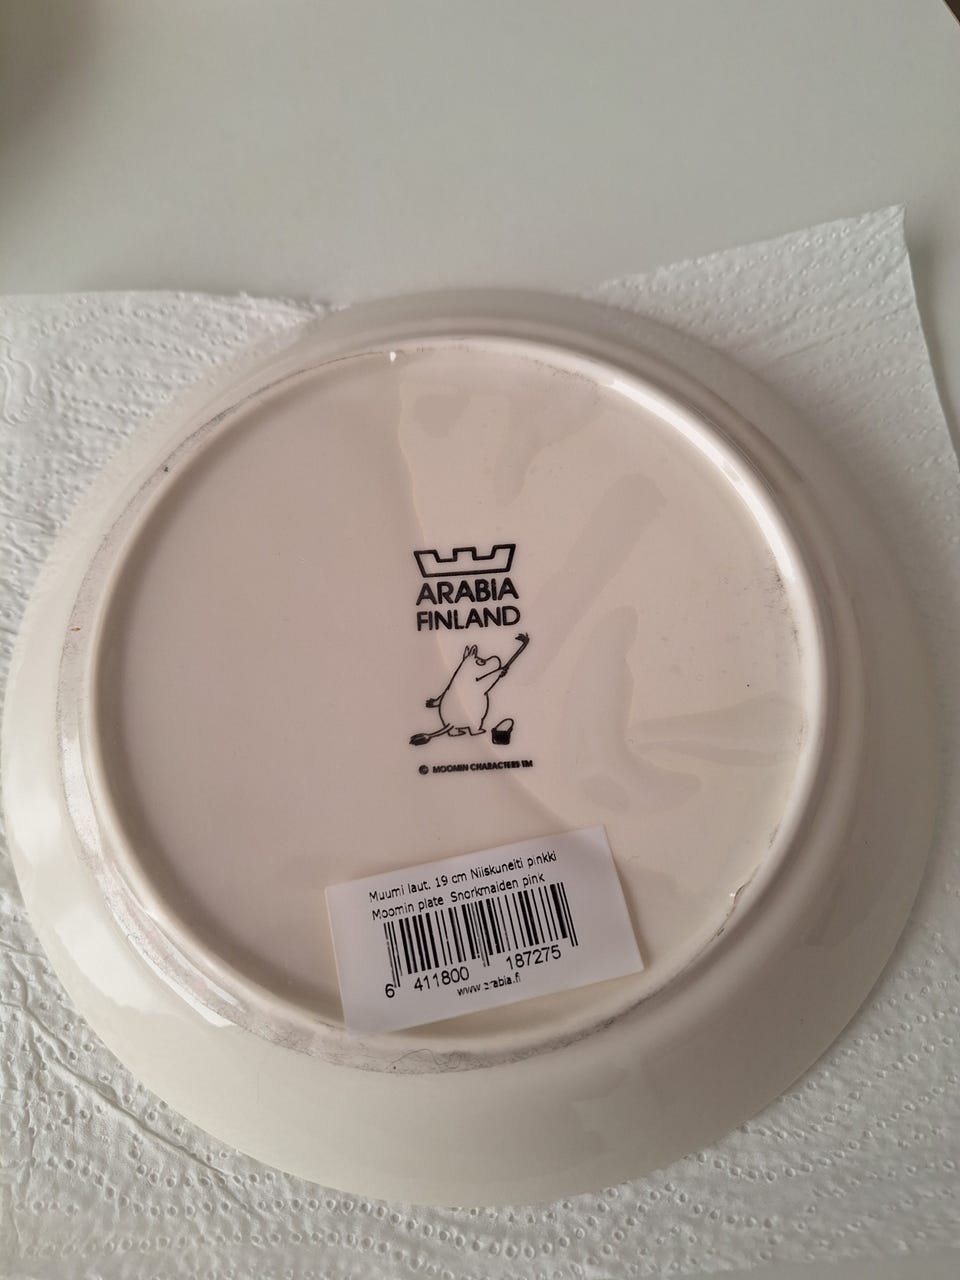 ARABIA
FINLAND
© MOOMIN CHARACTERS TM
Muumi laut. 19 cm Niiskuneiti pinkki
Moomin plate Snorkmaiden pink
6 411800 187275
www.arabia.fi